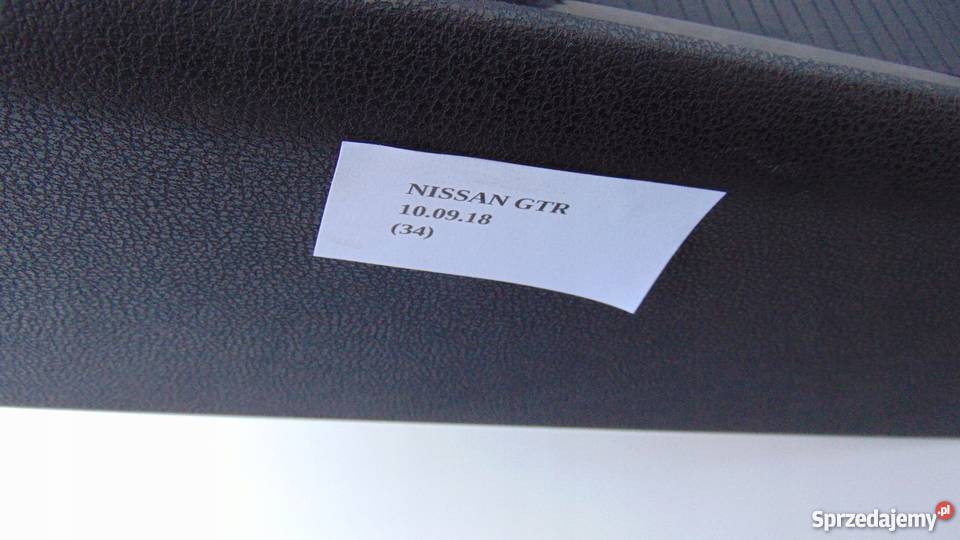 NISSAN GTR
10.09.18
(34)
Sprzedajemy.pl